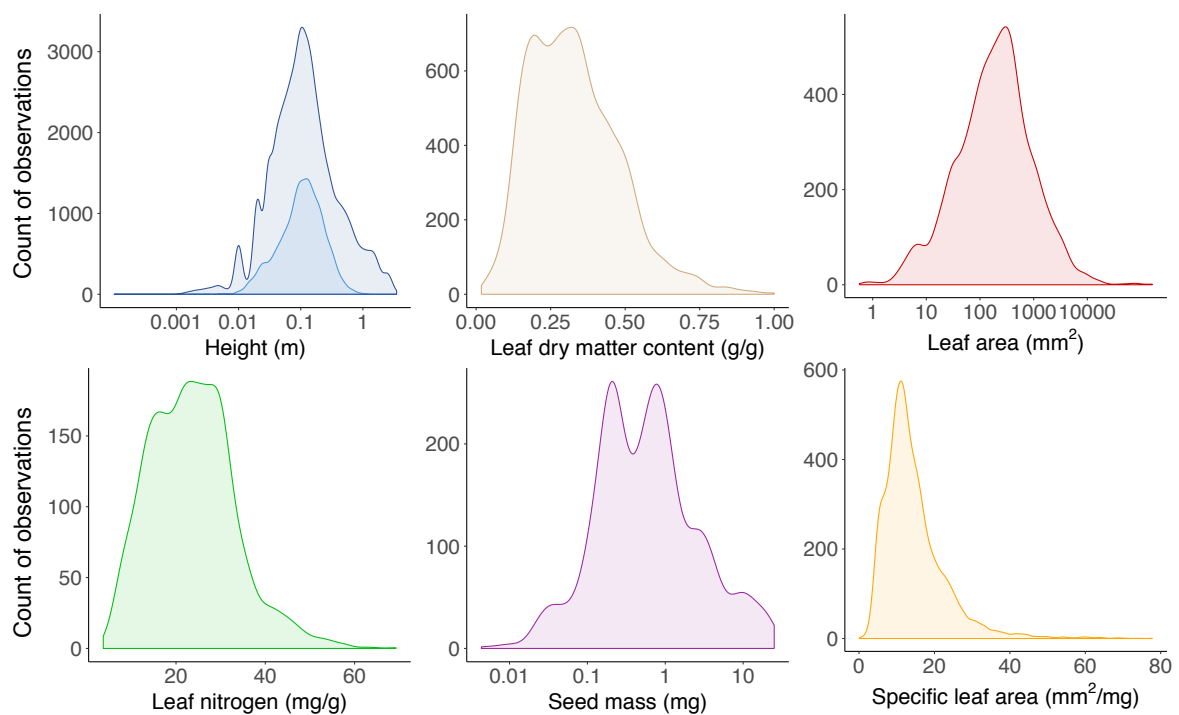 Count of observations
3000
2000
1000
0
0.001 0.01 0.1 1
Height (m)
600
400
200
0
0.00 0.25 0.50 0.75 1.00
Leaf dry matter content (g/g)
400
200
0
1 10 100 1000 10000
Leaf area (mm²)
Count of observations
150
100
50
0
20 40 60
Leaf nitrogen (mg/g)
200
100
0
0.01 0.1 1 10
Seed mass (mg)
600
400
200
0
0 20 40 60 80
Specific leaf area (mm²/mg)